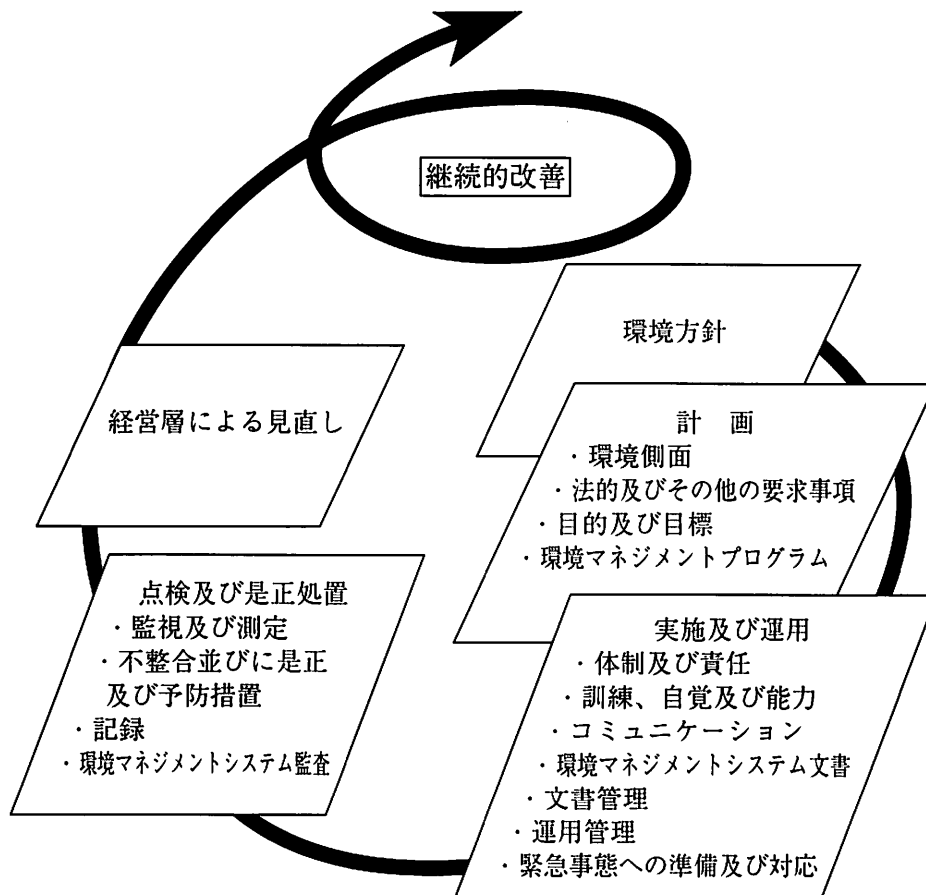 継続的改善
環境方針
計　画
・環境側面
・法的及びその他の要求事項
・目的及び目標
・環境マネジメントプログラム
実施及び運用
・体制及び責任
・訓練、自覚及び能力
・コミュニケーション
・環境マネジメントシステム文書
・文書管理
・運用管理
・緊急事態への準備及び対応
点検及び是正処置
・監視及び測定
・不整合並びに是正
及び予防措置
・記録
・環境マネジメントシステム監査
経営層による見直し